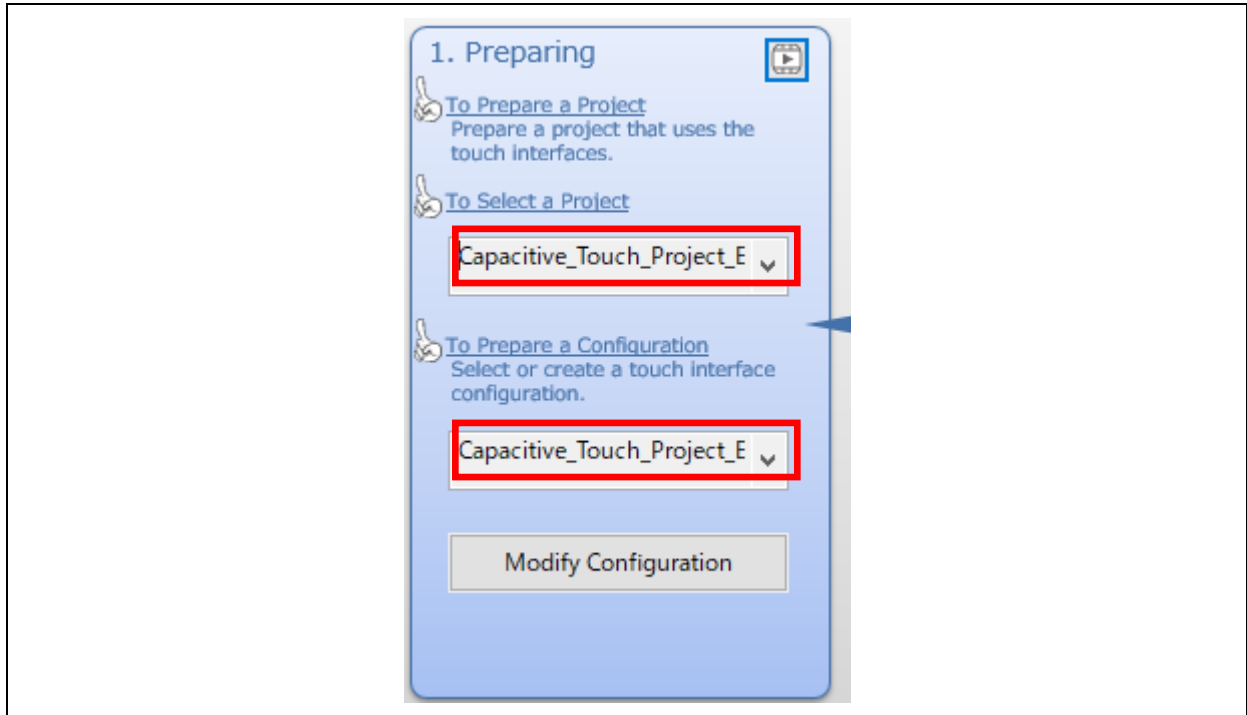 1. Preparing
To Prepare a Project
Prepare a project that uses the
touch interfaces.
To Select a Project
Capacitive_Touch_Project_E
To Prepare a Configuration
Select or create a touch interface
configuration.
Capacitive_Touch_Project_E
Modify Configuration